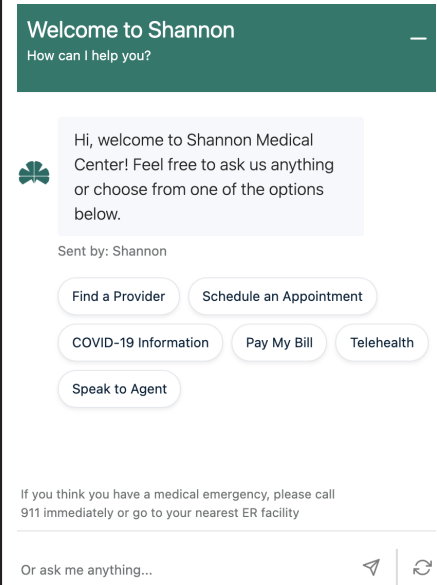 Welcome to Shannon
How can I help you?
Hi, welcome to Shannon Medical
Center! Feel free to ask us anything
or choose from one of the options
below.
Sent by: Shannon
Find a Provider
Schedule an Appointment
COVID-19 Information
Pay My Bill
Telehealth
Speak to Agent
If you think you have a medical emergency, please call
911 immediately or go to your nearest ER facility
Or ask me anything...